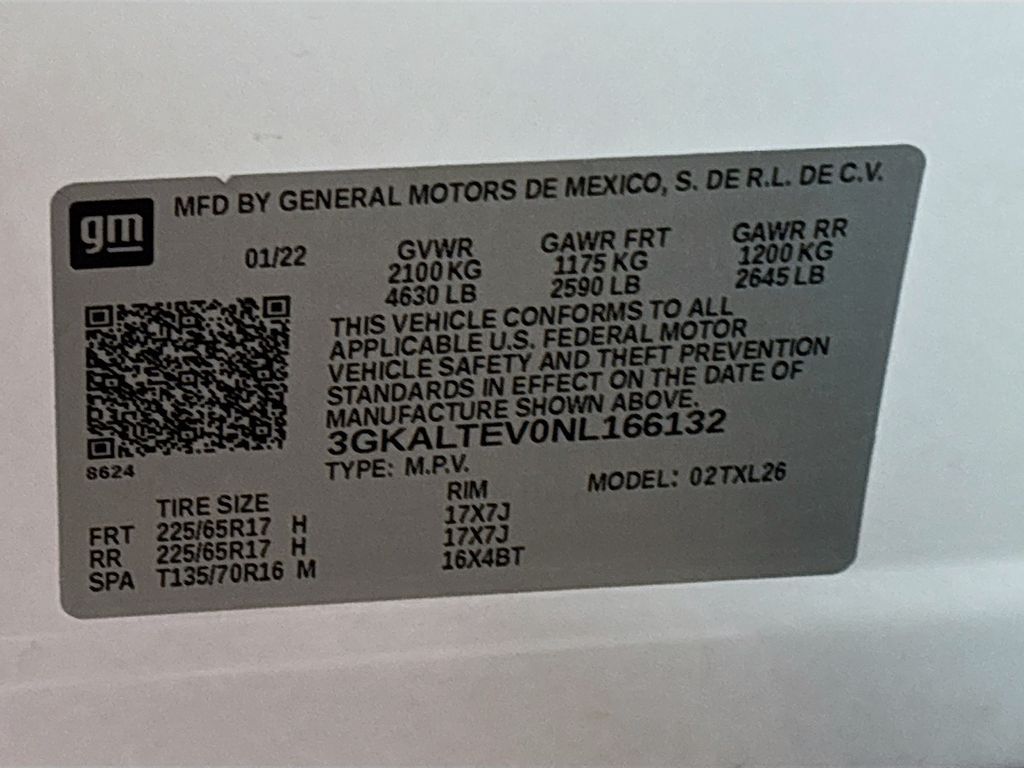 gm
MFD BY GENERAL MOTORS DE MEXICO, S. DE R.L. DE C.V.
01/22 GVWR GAWR FRT GAWR RR
2100 KG 1175 KG 1200 KG
4630 LB 2590 LB 2645 LB
THIS VEHICLE CONFORMS TO ALL
APPLICABLE U.S. FEDERAL MOTOR
VEHICLE SAFETY AND THEFT PREVENTION
STANDARDS IN EFFECT ON THE DATE OF
MANUFACTURE SHOWN ABOVE.
3GKALTEV0NL166132
8624
TYPE: M.P.V. MODEL: 02TXL26
TIRE SIZE RIM
FRT 225/65R17 H 17X7J
RR 225/65R17 H 17X7J
SPA T135/70R16 M 16X4BT